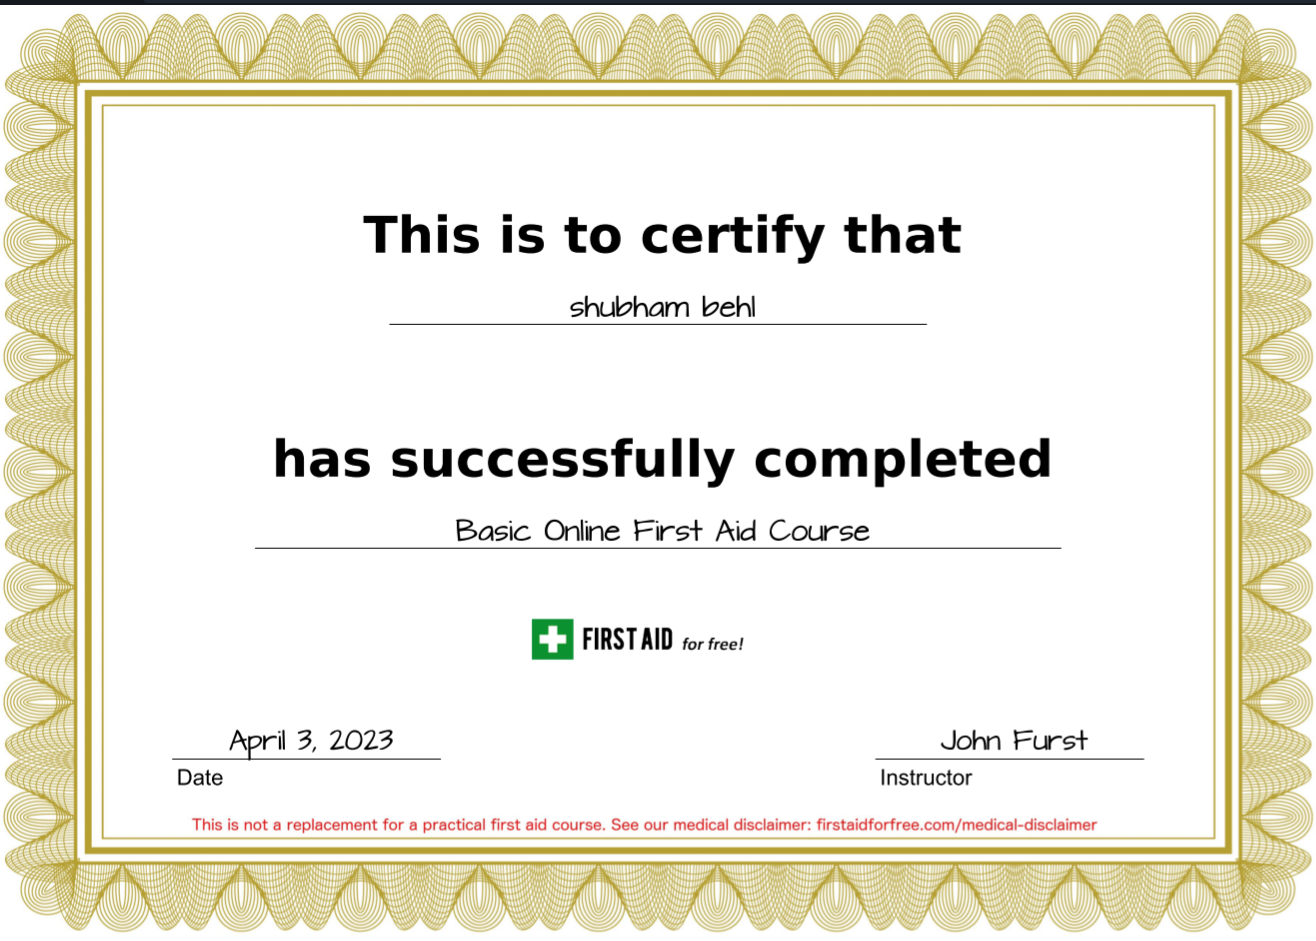 This is to certify that
shubham behl
has successfully completed
Basic Online First Aid Course
FIRST AID for free!
April 3, 2023
John Furst
Date
Instructor
This is not a replacement for a practical first aid course. See our medical disclaimer: firstaidforfree.com/medical-disclaimer